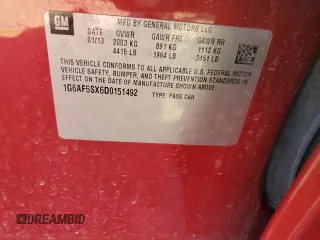 GM
MFD BY GENERAL MOTORS LLC
DATE GVWR GAWR FRT GAWR RR
01/13 2003 KG 891 KG 1112 KG
4415 LB 1964 LB 2451 LB
THIS VEHICLE CONFORMS TO ALL APPLICABLE U.S. FEDERAL MOTOR
VEHICLE SAFETY, BUMPER, AND THEFT PREVENTION STANDARDS IN
EFFECT ON THE DATE OF MANUFACTURE SHOWN ABOVE.
1G6AF5SX6D0151492
TYPE: PASS CAR
DREAMBID